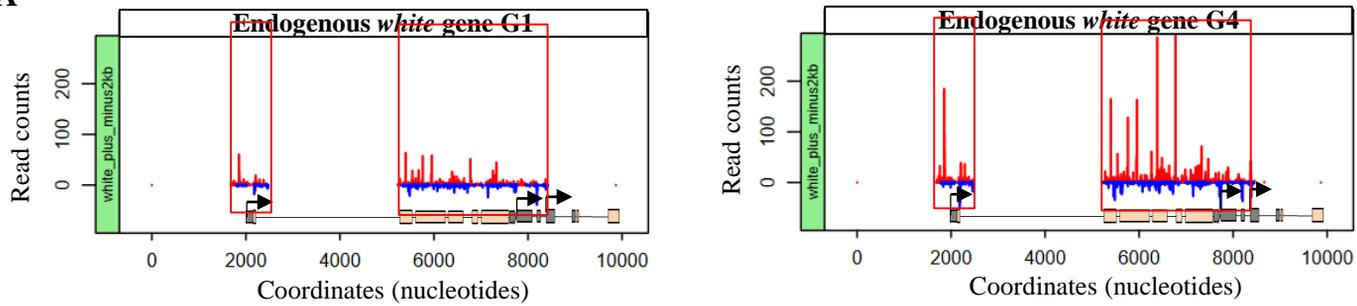 Endogenous white gene G1
Read counts
white_plus_minus2kb
200
100
0
0 2000 4000 6000 8000 10000
Coordinates (nucleotides)
Endogenous white gene G4
Read counts
white_plus_minus2kb
200
100
0
0 2000 4000 6000 8000 10000
Coordinates (nucleotides)